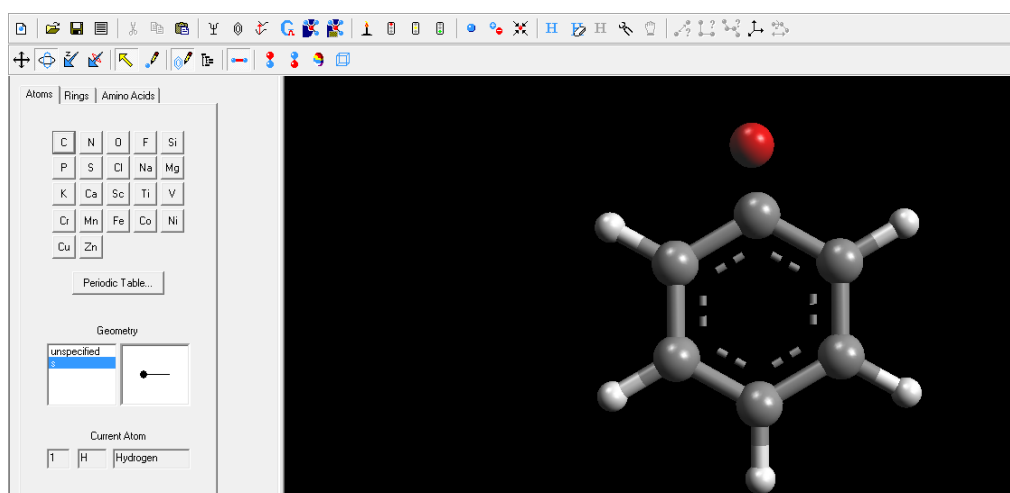 Atoms Rings Amino Acids
C N O F Si
P S Cl Na Mg
K Ca Sc Ti V
Cr Mn Fe Co Ni
Cu Zn
Periodic Table...
Geometry
unspecified
s
Current Atom
1 H Hydrogen